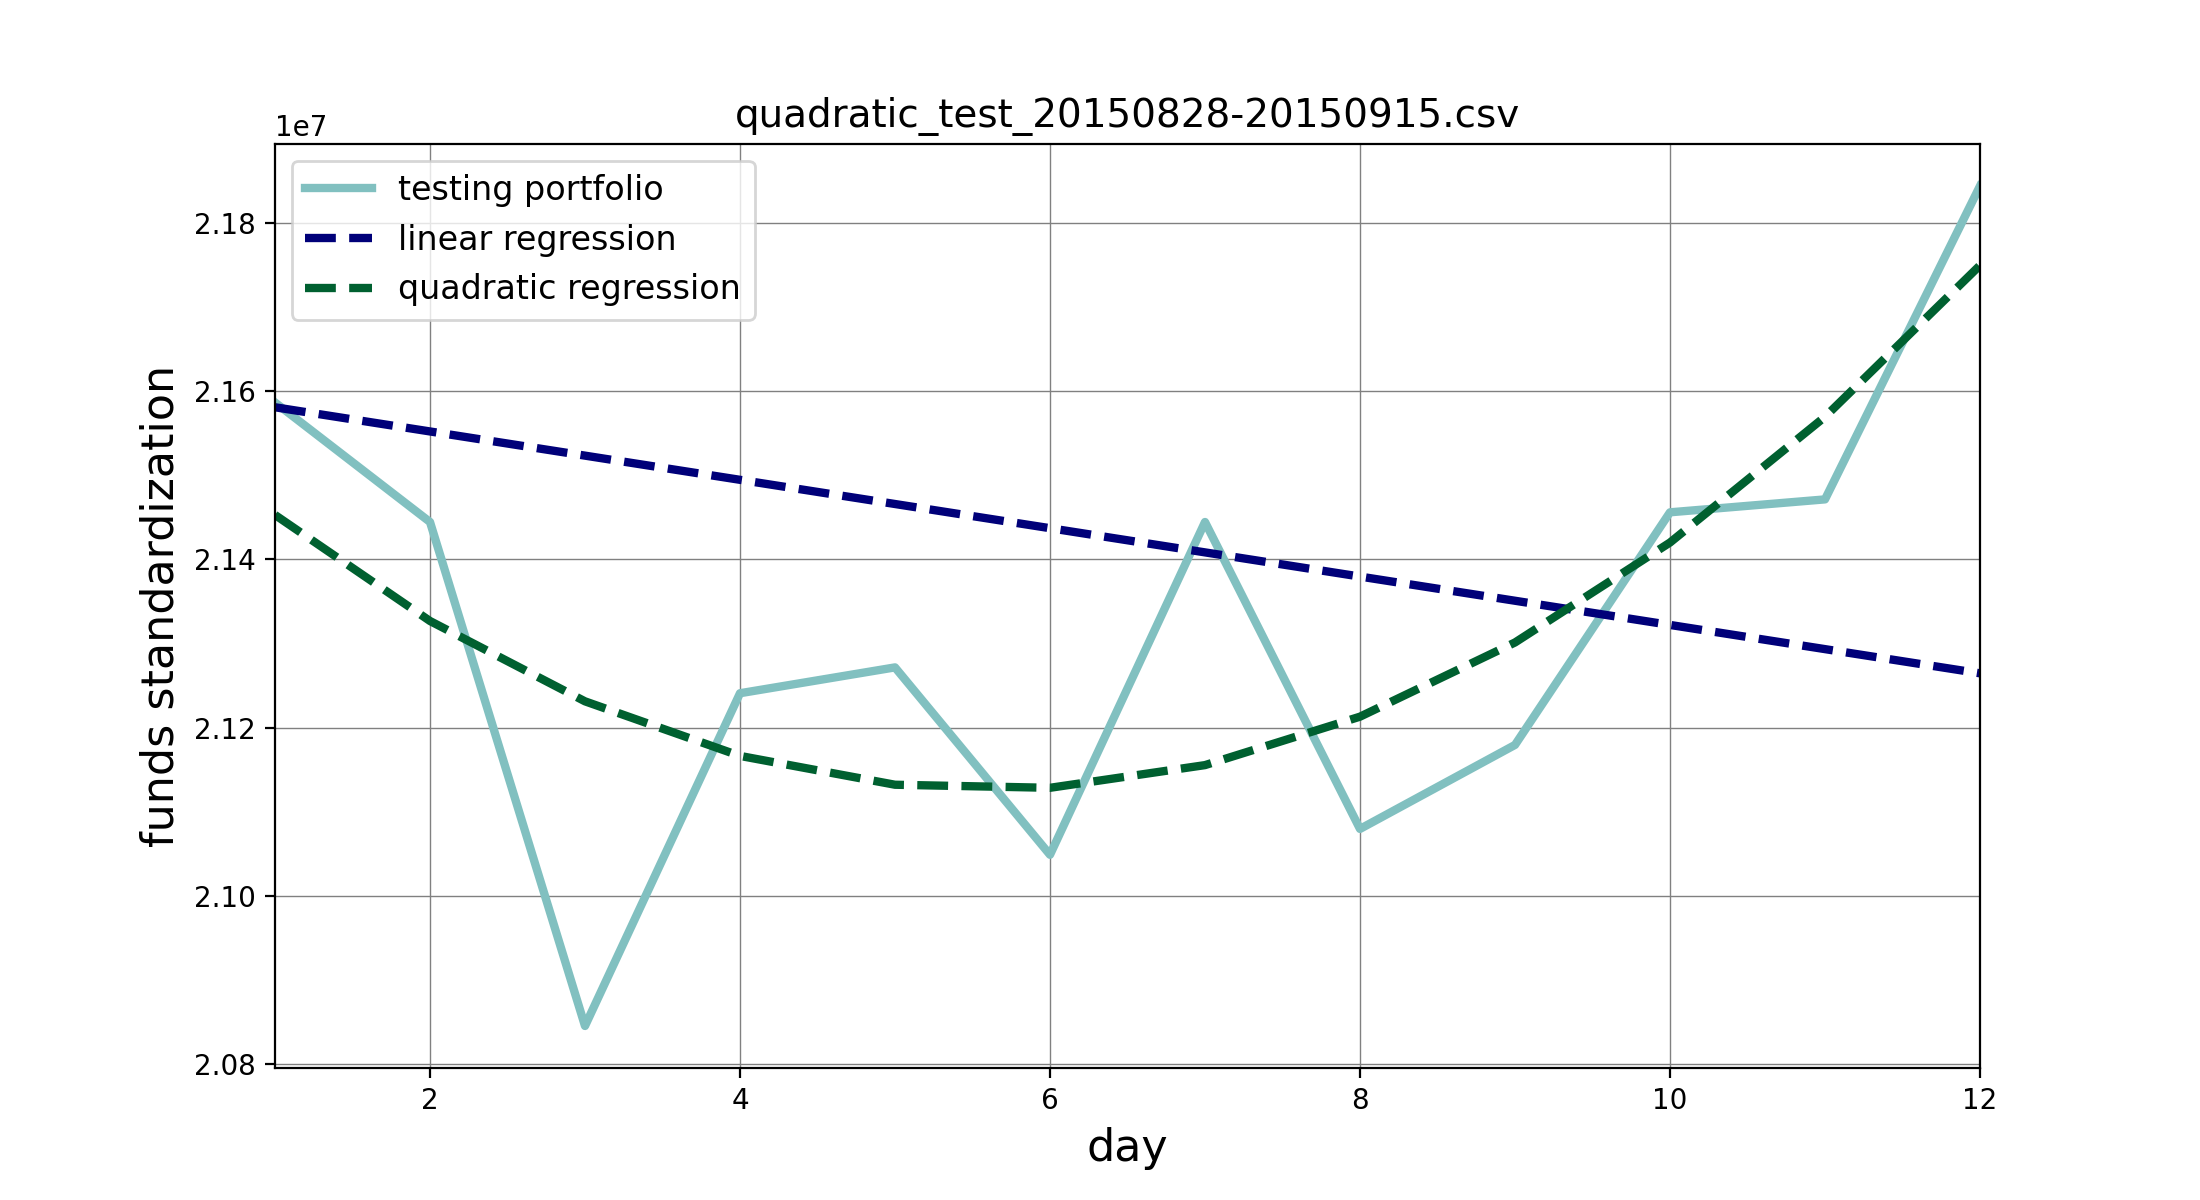 quadratic_test_20150828-20150915.csv
1e7
testing portfolio
linear regression
quadratic regression
2.18
2.16
2.14
2.12
2.10
2.08
funds standardization
2 4 6 8 10 12
day